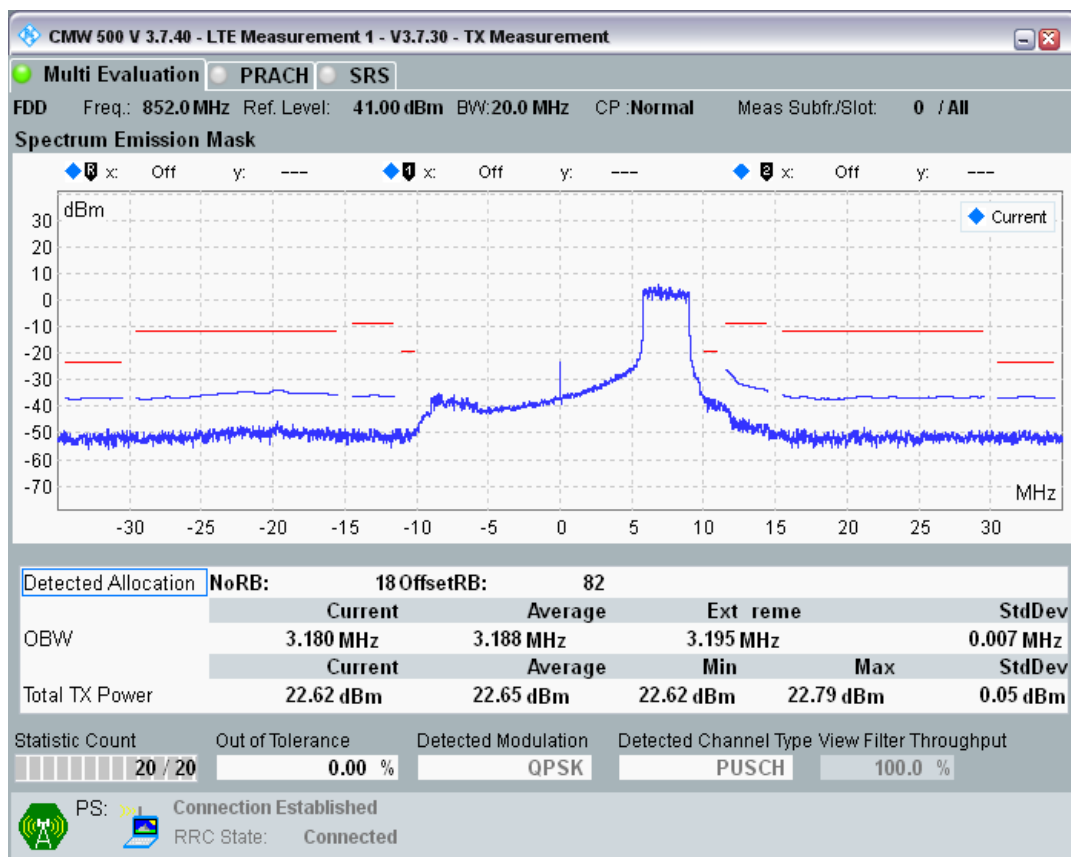 CMW 500 V 3.7.40 - LTE Measurement 1 - V3.7.30 - TX Measurement
Multi Evaluation PRACH SRS
FDD Freq.: 852.0 MHz Ref. Level: 41.00 dBm BW:20.0 MHz CP :Normal Meas Subfr./Slot: 0 / All
Spectrum Emission Mask
R x: Off y: --- 1 x: Off y: --- 2 x: Off y: ---
dBm
Current
30
20
10
0
-10
-20
-30
-40
-50
-60
-70
MHz
-30 -25 -20 -15 -10 -5 0 5 10 15 20 25 30
Detected Allocation NoRB: 18 OffsetRB: 82
Current Average Ext reme StdDev
OBW 3.180 MHz 3.188 MHz 3.195 MHz 0.007 MHz
Current Average Min Max StdDev
Total TX Power 22.62 dBm 22.65 dBm 22.62 dBm 22.79 dBm 0.05 dBm
Statistic Count Out of Tolerance Detected Modulation Detected Channel Type View Filter Throughput
20 / 20 0.00 % QPSK PUSCH 100.0 %
PS: Connection Established
RRC State: Connected